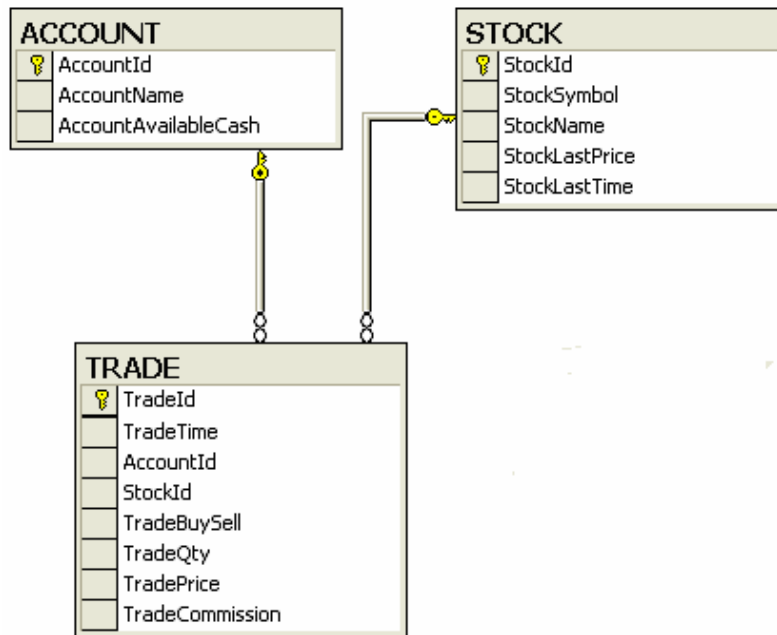 ACCOUNT
AccountId
AccountName
AccountAvailableCash
STOCK
StockId
StockSymbol
StockName
StockLastPrice
StockLastTime
TRADE
TradeId
TradeTime
AccountId
StockId
TradeBuySell
TradeQty
TradePrice
TradeCommission